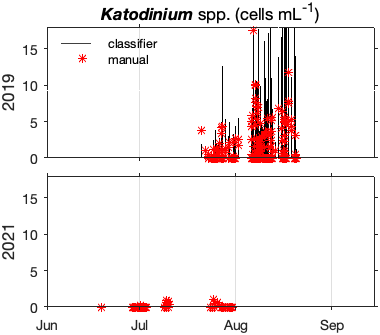 Katodinium spp. (cells mL⁻¹)
classifier
manual
15
10
5
0
2019
15
10
5
0
2021
Jun Jul Aug Sep